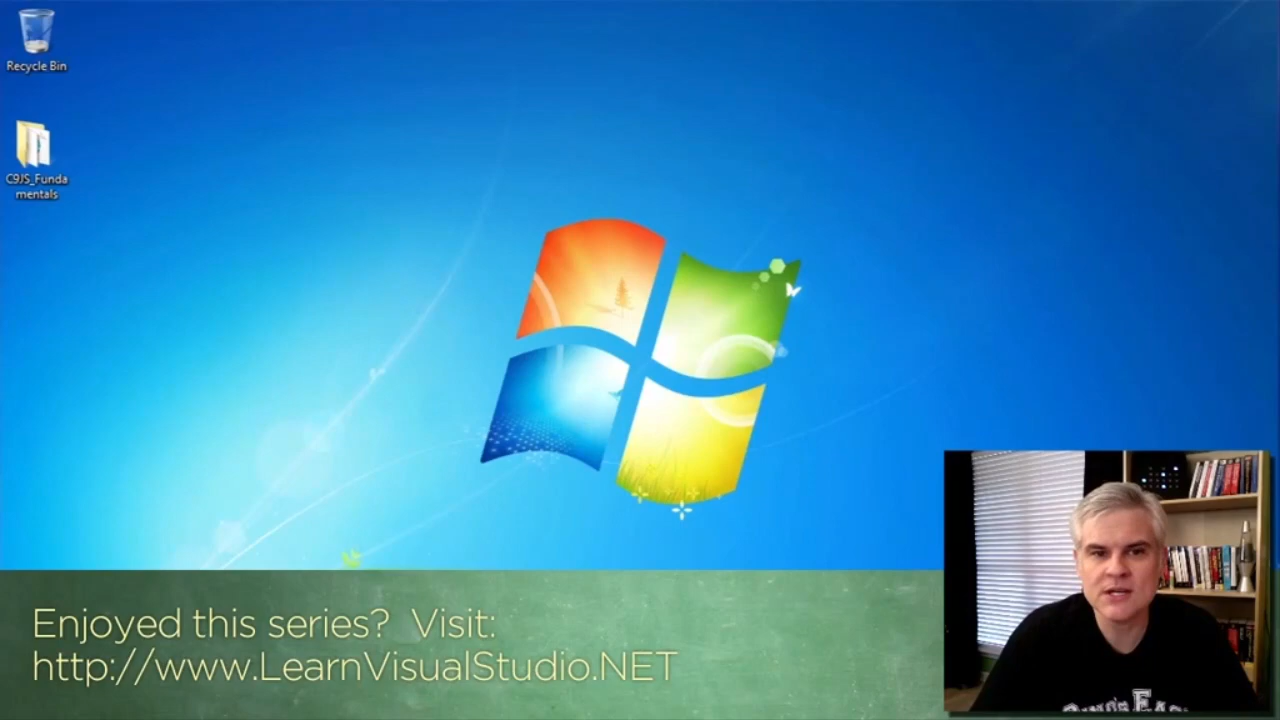 Recycle Bin
C9JS_Funda
mentals
Enjoyed this series? Visit:
http://www.LearnVisualStudio.NET